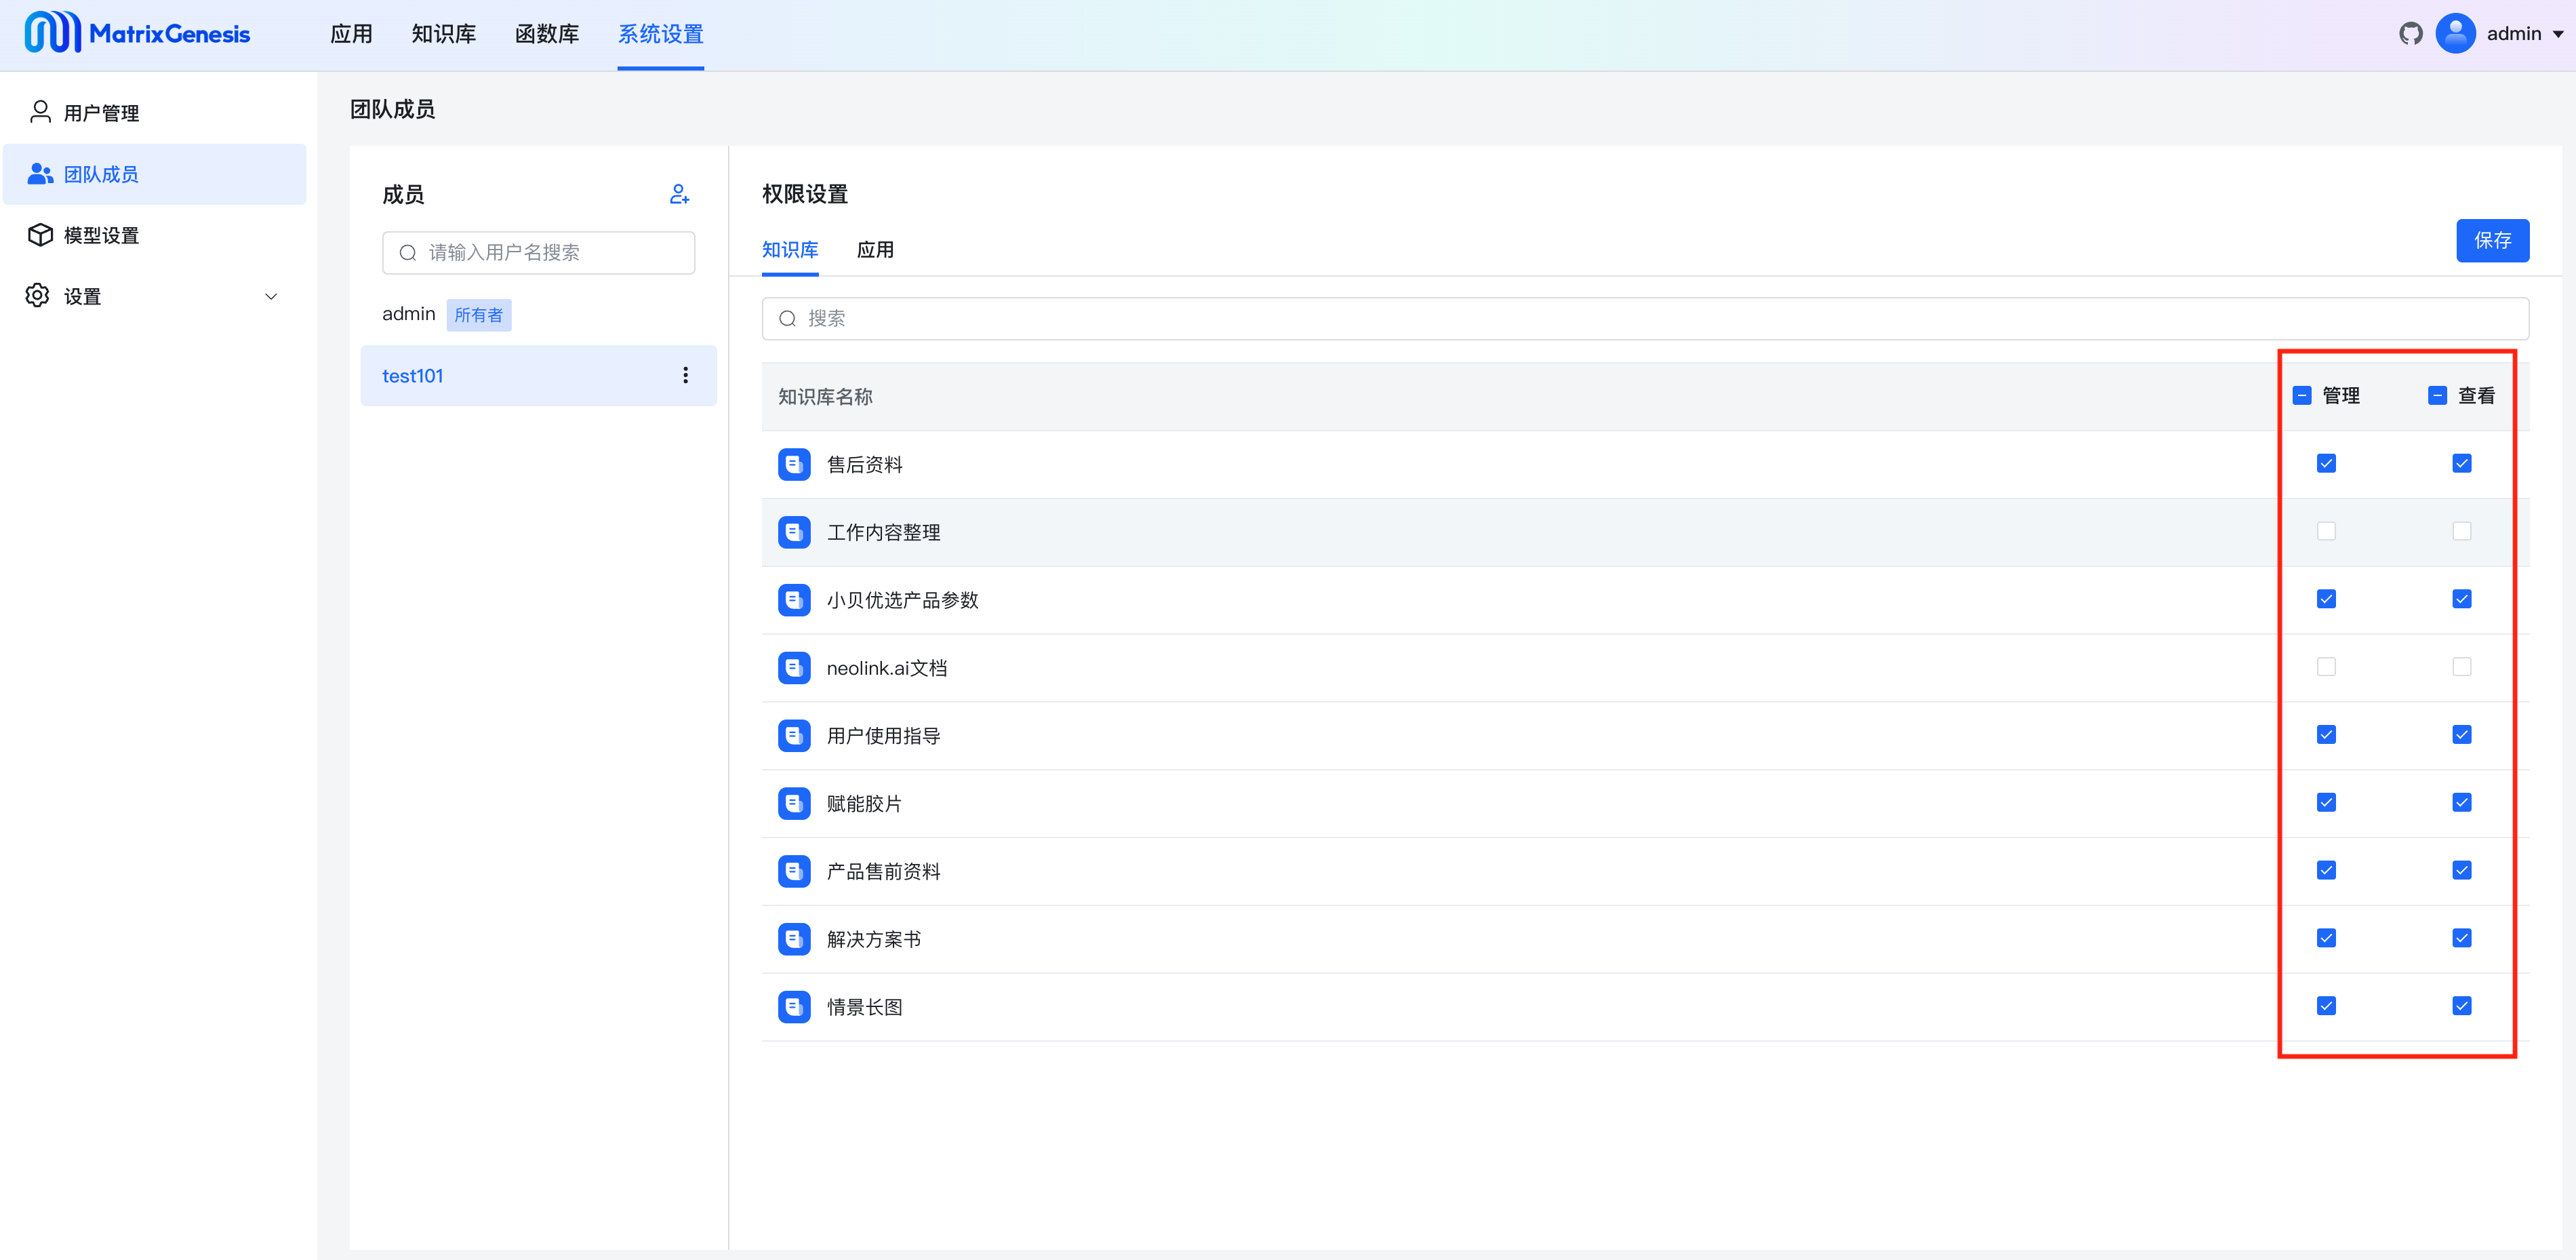 MatrixGenesis
应用 知识库 函数库 系统设置
admin
用户管理
团队成员
模型设置
设置
团队成员
成员
请输入用户名搜索
admin 所有者
test101
权限设置
知识库 应用
保存
搜索
知识库名称 管理 查看
售后资料
工作内容整理
小贝优选产品参数
neolink.ai文档
用户使用指导
赋能胶片
产品售前资料
解决方案书
情景长图